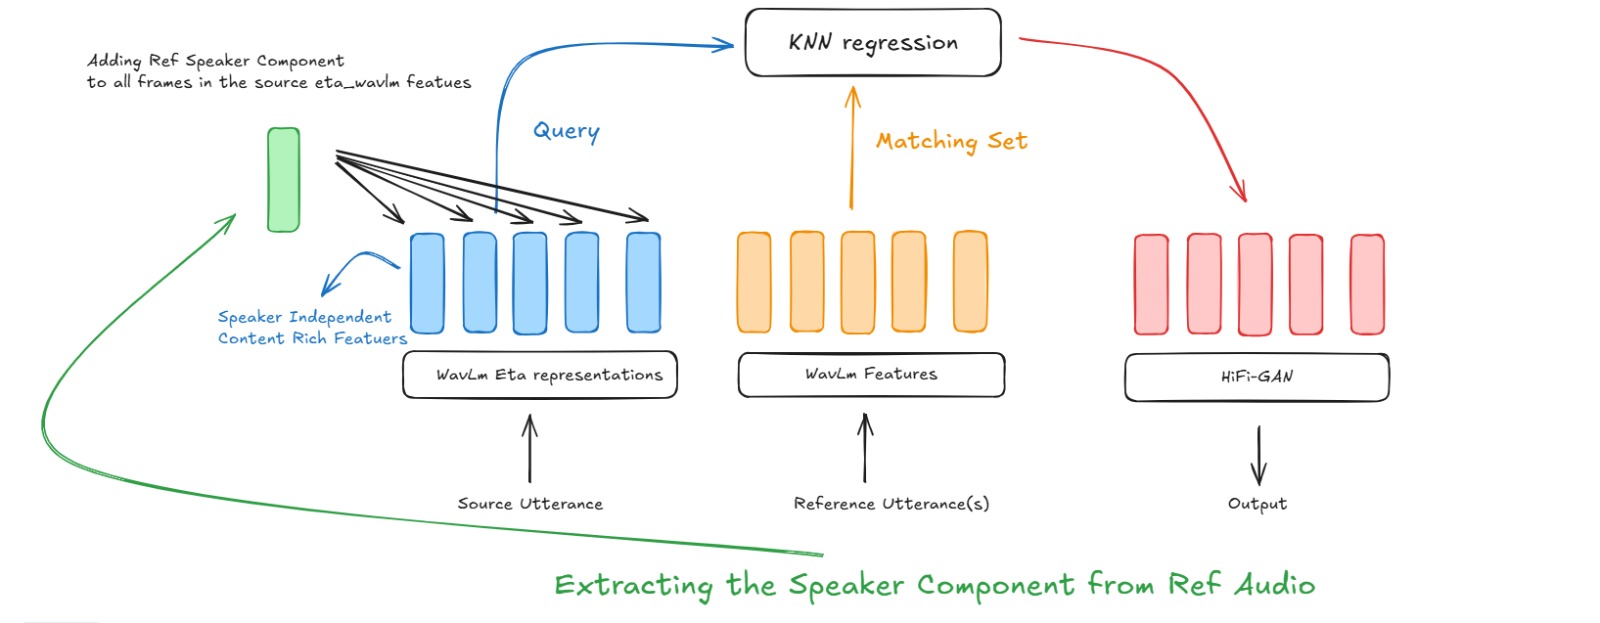 KNN regression
Adding Ref Speaker Component
to all frames in the source eta_wavlm featues
Query
Matching Set
Speaker Independent
Content Rich Featuers
WavLm Eta representations
WavLm Features
HiFi-GAN
Source Utterance
Reference Utterance(s)
Output
Extracting the Speaker Component from Ref Audio